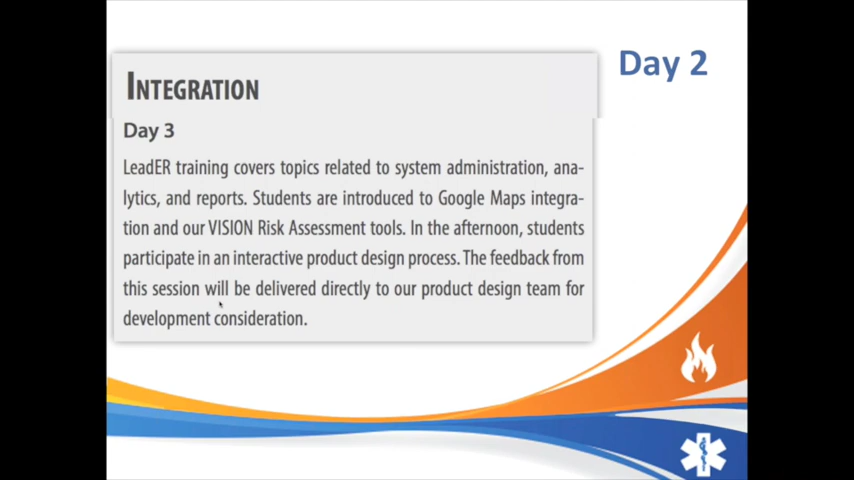 Day 2
INTEGRATION
Day 3
LeadER training covers topics related to system administration, ana-
lytics, and reports. Students are introduced to Google Maps integra-
tion and our VISION Risk Assessment tools. In the afternoon, students
participate in an interactive product design process. The feedback from
this session will be delivered directly to our product design team for
development consideration.